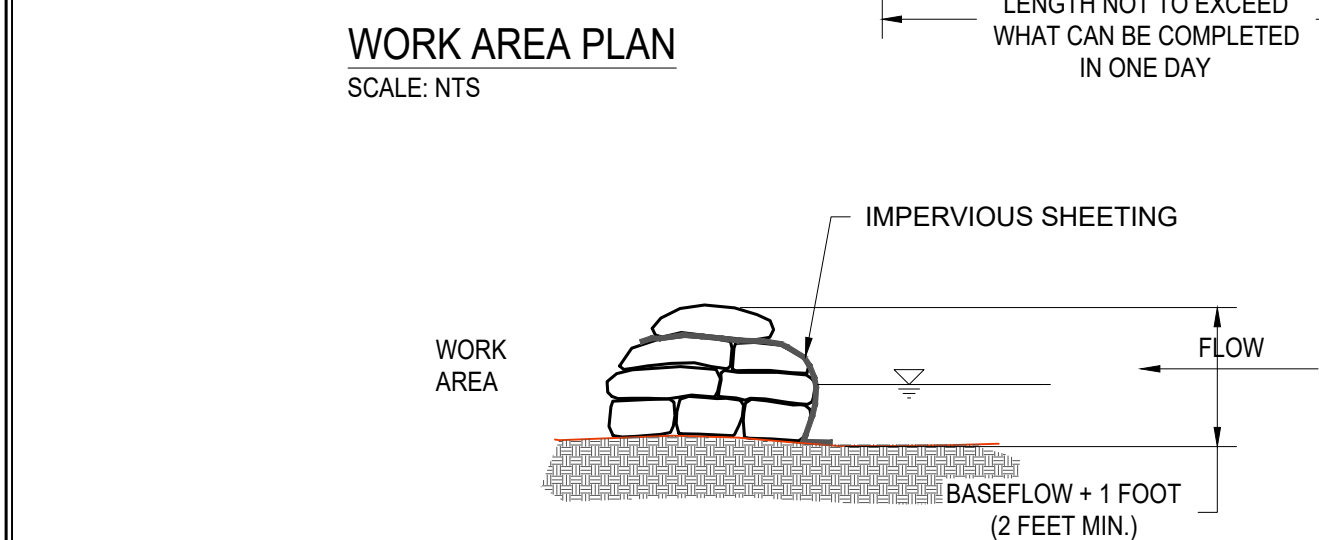 LENGTH NOT TO EXCEED
WHAT CAN BE COMPLETED
IN ONE DAY
WORK AREA PLAN
SCALE: NTS
IMPERVIOUS SHEETING
WORK
AREA
FLOW
BASEFLOW + 1 FOOT
(2 FEET MIN.)